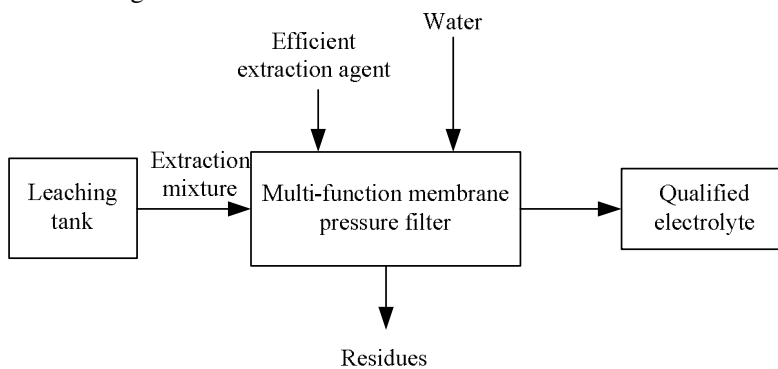 Water
Efficient
extraction agent
Extraction
mixture
Leaching
tank
Multi-function membrane
pressure filter
Qualified
electrolyte
Residues